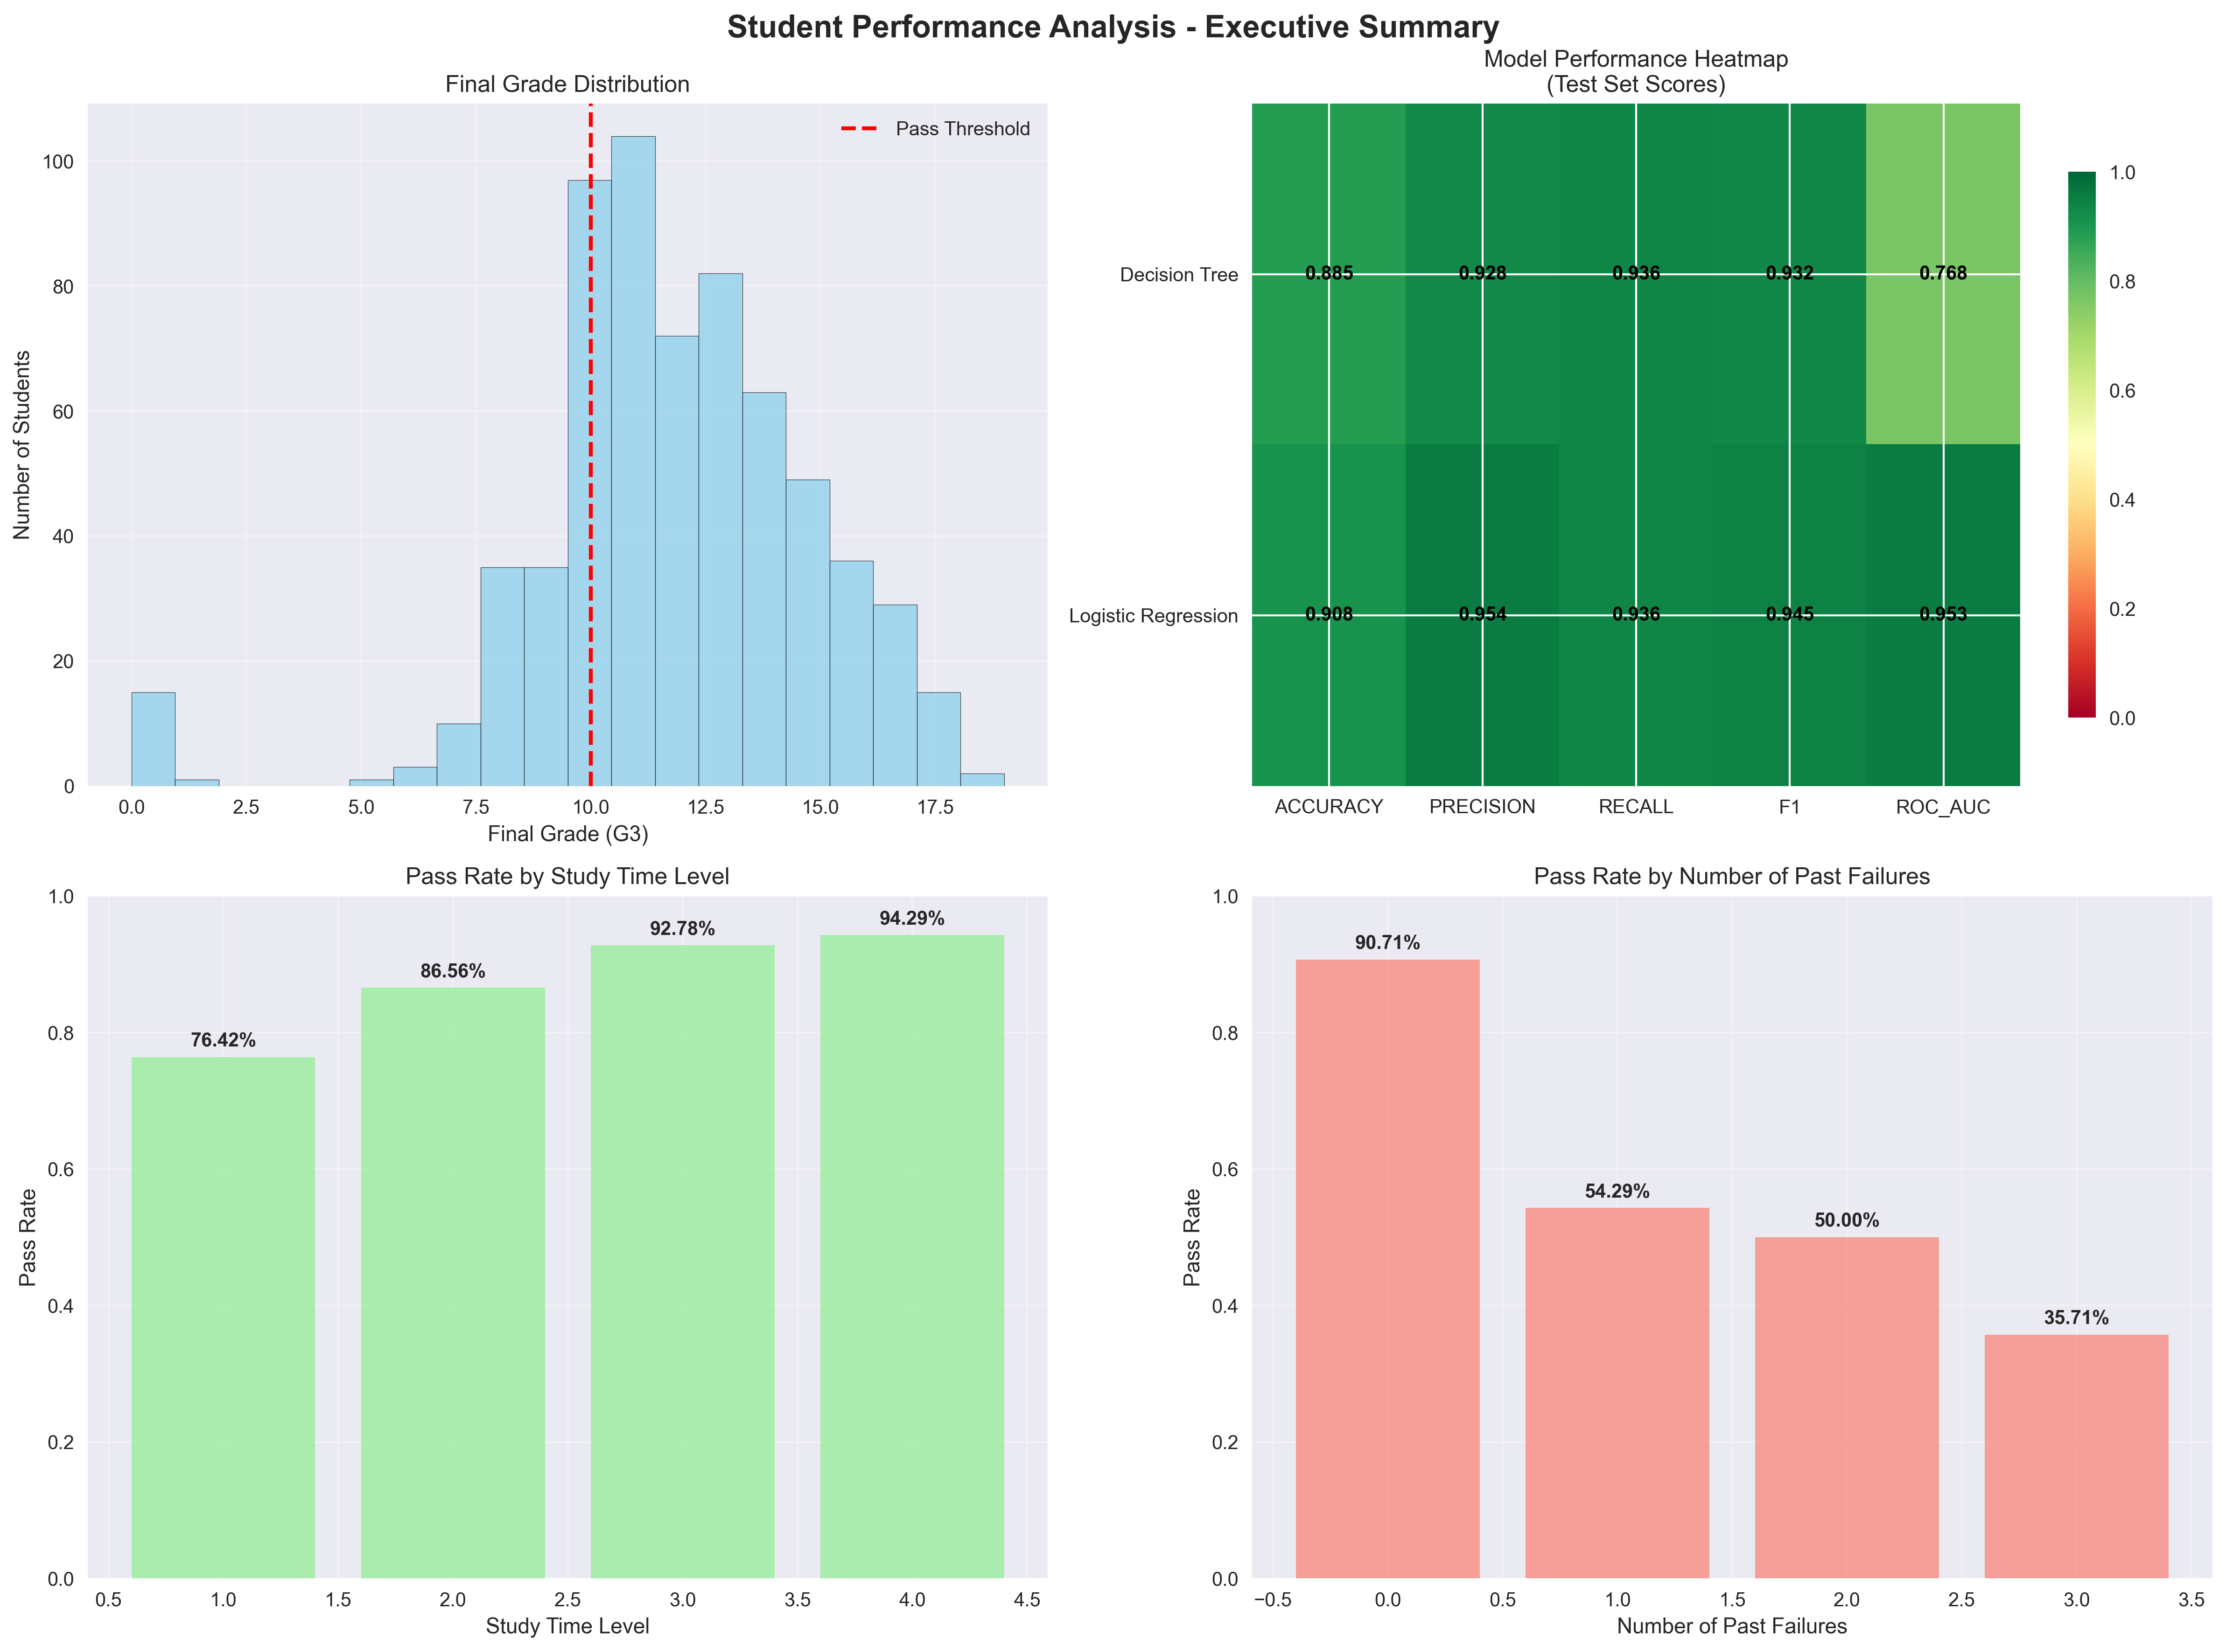 Student Performance Analysis - Executive Summary
Final Grade Distribution
Pass Threshold
Number of Students
100
80
60
40
20
0
0.0 2.5 5.0 7.5 10.0 12.5 15.0 17.5
Final Grade (G3)
Model Performance Heatmap
(Test Set Scores)
Decision Tree
0.885 0.928 0.936 0.932 0.768
Logistic Regression
0.908 0.954 0.936 0.945 0.953
ACCURACY PRECISION RECALL F1 ROC_AUC
1.0
0.8
0.6
0.4
0.2
0.0
Pass Rate by Study Time Level
Pass Rate
1.0
0.8
0.6
0.4
0.2
0.0
76.42%
86.56%
92.78%
94.29%
0.5 1.0 1.5 2.0 2.5 3.0 3.5 4.0 4.5
Study Time Level
Pass Rate by Number of Past Failures
Pass Rate
1.0
0.8
0.6
0.4
0.2
0.0
90.71%
54.29%
50.00%
35.71%
−0.5 0.0 0.5 1.0 1.5 2.0 2.5 3.0 3.5
Number of Past Failures